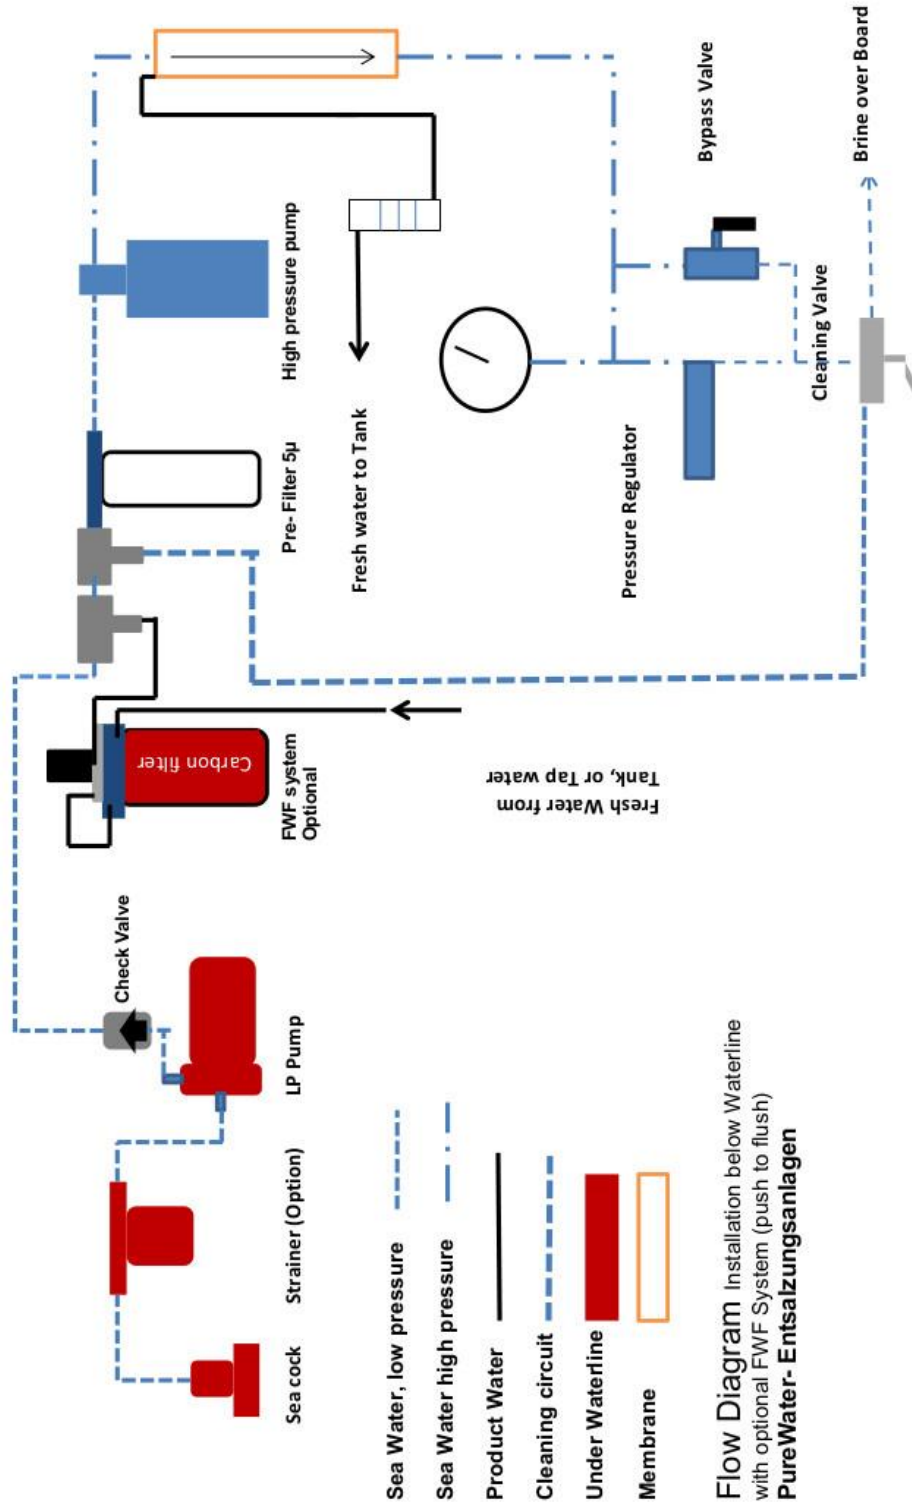 Sea cock
Strainer (Option)
LP Pump
Check Valve
Carbon filter
FWF system
Optional
Pre- Filter 5µ
High pressure pump
Fresh water to Tank
Fresh Water from
Tank, or Tap water
Pressure Regulator
Bypass Valve
Cleaning Valve
Brine over Board
Sea Water, low pressure
Sea Water high pressure
Product Water
Cleaning circuit
Under Waterline
Membrane
Flow Diagram Installation below Waterline
with optional FWF System (push to flush)
PureWater- Entsalzungsanlagen